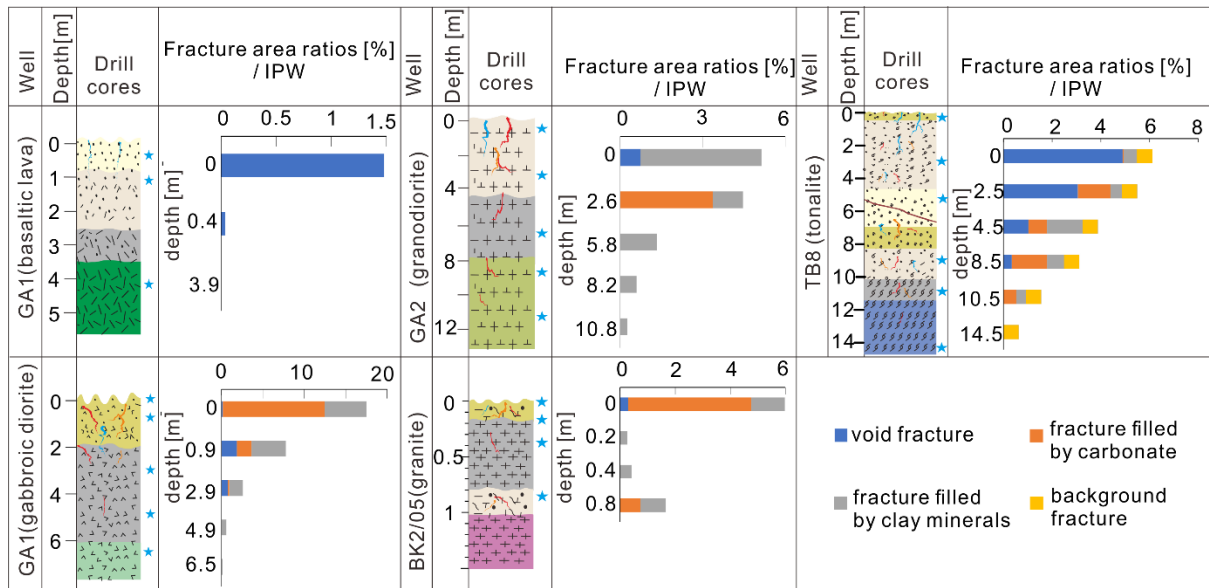 Well
Depth[m]
Drill
cores
Fracture area ratios [%]
/ IPW
Well
Depth [m]
Drill
cores
Fracture area ratios [%]
/ IPW
Well
Depth [m]
Drill
cores
Fracture area ratios [%]
/ IPW
GA1(basaltic lava)
0
1
2
3
4
5
0 0.5 1 1.5
depth [m]
0
0.4
3.9
GA2 (granodiorite)
0
4
8
12
0 3 6
depth [m]
0
2.6
5.8
8.2
10.8
TB8 (tonalite)
0
2
4
6
8
10
12
14
0 2 4 6 8
depth [m]
0
2.5
4.5
8.5
10.5
14.5
GA1(gabbroic diorite)
0
2
4
6
0 10 20
depth [m]
0
0.9
2.9
4.9
6.5
BK2/05(granite)
0
0.5
1
0 2 4 6
depth [m]
0
0.2
0.4
0.8
void fracture
fracture filled
by carbonate
fracture filled
by clay minerals
background
fracture